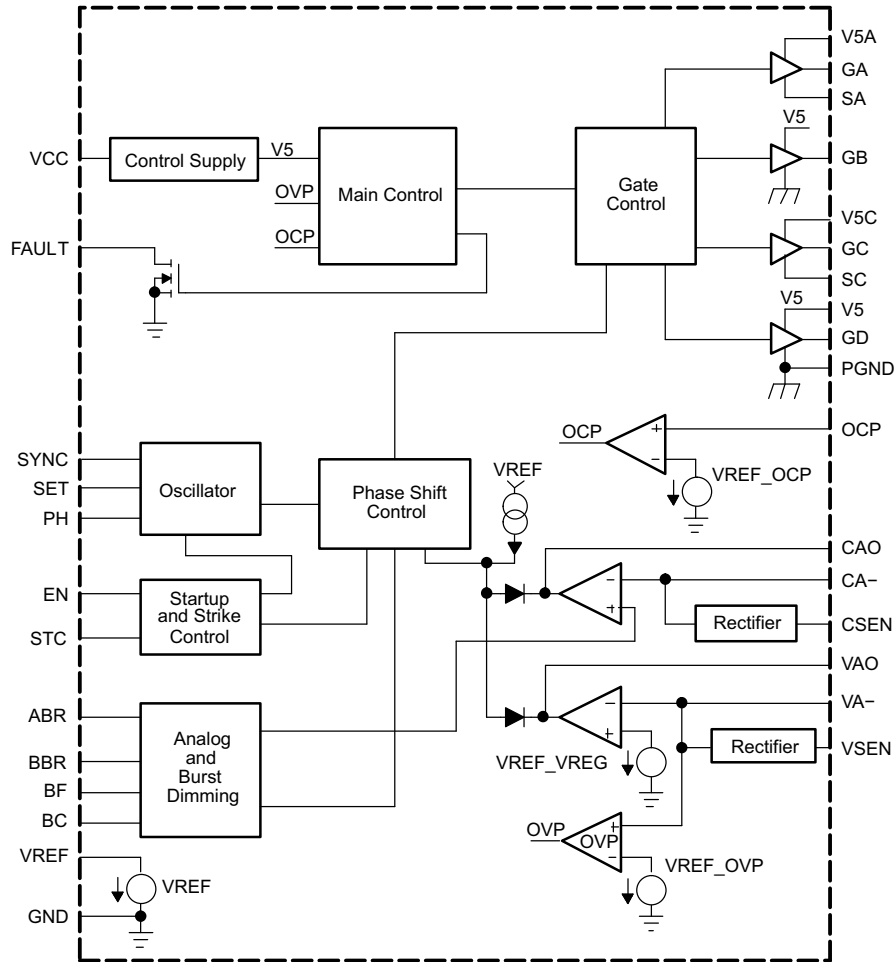 V5A
GA
SA
V5
GB
VCC
Control Supply
V5
OVP
OCP
Main Control
Gate
Control
V5C
GC
SC
FAULT
V5
V5
GD
PGND
OCP
+
−
OCP
VREF_OCP
SYNC
SET
PH
Oscillator
Phase Shift
Control
VREF
CAO
CA−
CSEN
−
+
Rectifier
EN
STC
Startup
and Strike
Control
VAO
VA−
VSEN
−
+
Rectifier
VREF_VREG
ABR
BBR
BF
BC
Analog
and
Burst
Dimming
OVP
OVP
+
−
VREF_OVP
VREF
VREF
GND